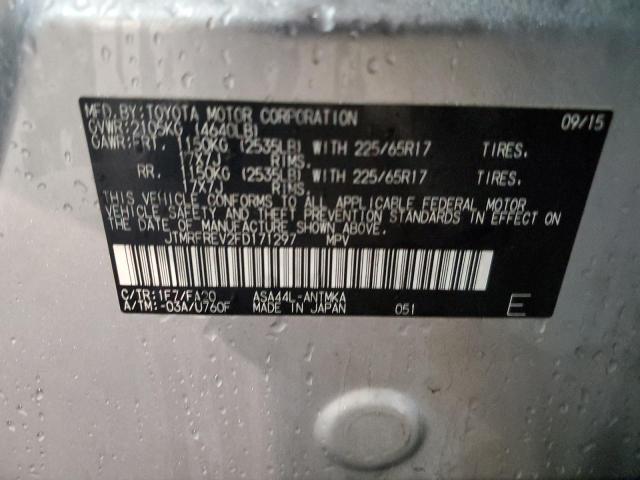 MFD.BY:TOYOTA MOTOR CORPORATION 09/15
GVWR:2105KG (4640LB)
GAWR:FRT. 1150KG (2535LB) WITH 225/65R17 TIRES.
17X7J RIMS.
RR. 1150KG (2535LB) WITH 225/65R17 TIRES.
17X7J RIMS.
THIS VEHICLE CONFORMS TO ALL APPLICABLE FEDERAL MOTOR
VEHICLE SAFETY AND THEFT PREVENTION STANDARDS IN EFFECT ON
THE DATE OF MANUFACTURE SHOWN ABOVE.
JTMRFREV2FD171297 MPV
C/TR:1F7/FA20 ASA44L-ANTMKA
A/TM:-03A/U760F MADE IN JAPAN 051 E